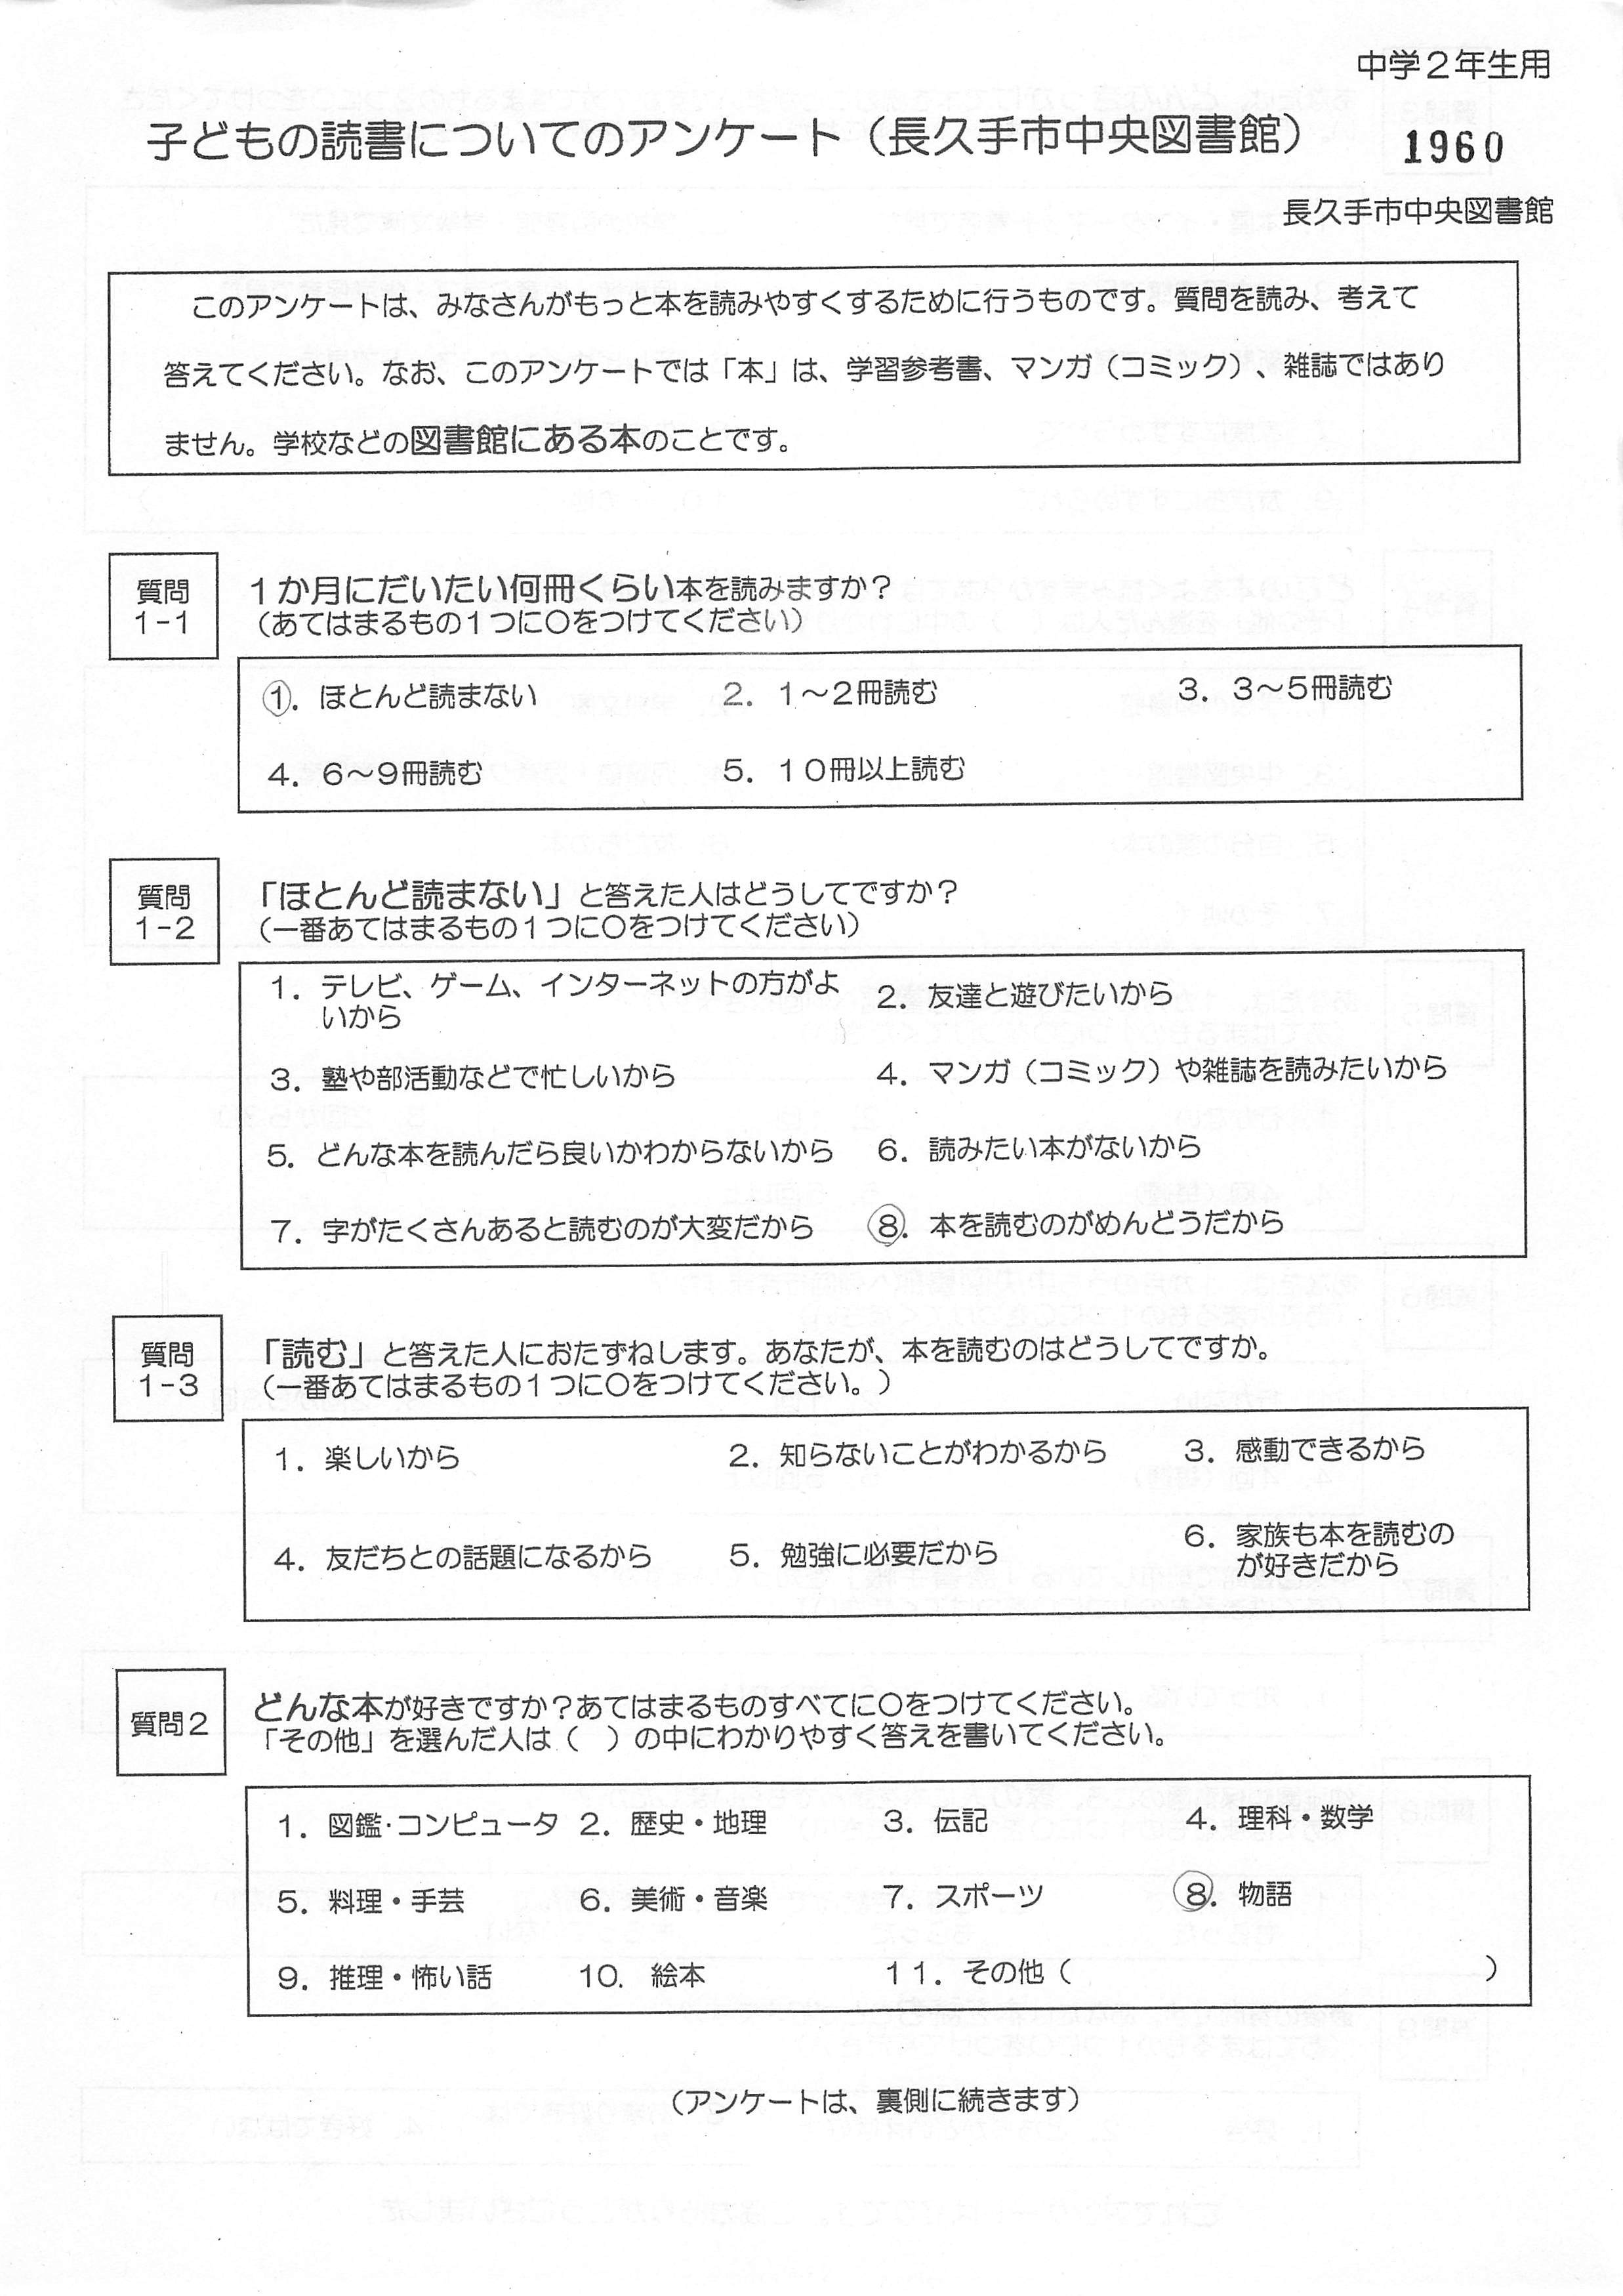 中学２年生用
子どもの読書についてのアンケート（長久手市中央図書館）
1960
長久手市中央図書館
このアンケートは、みなさんがもっと本を読みやすくするために行うものです。質問を読み、考えて
答えてください。なお、このアンケートでは「本」は、学習参考書、マンガ（コミック）、雑誌ではあり
ません。学校などの図書館にある本のことです。
質問
1-1
１か月にだいたい何冊くらい本を読みますか？
（あてはまるもの１つに○をつけてください）
①．ほとんど読まない　２．１～２冊読む　３．３～５冊読む
４．６～９冊読む　５．１０冊以上読む
質問
1-2
「ほとんど読まない」と答えた人はどうしてですか？
（一番あてはまるもの１つに○をつけてください）
１．テレビ、ゲーム、インターネットの方がよ
いから
２．友達と遊びたいから
３．塾や部活動などで忙しいから　４．マンガ（コミック）や雑誌を読みたいから
５．どんな本を読んだら良いかわからないから　６．読みたい本がないから
７．字がたくさんあると読むのが大変だから　⑧．本を読むのがめんどうだから
質問
1-3
「読む」と答えた人におたずねします。あなたが、本を読むのはどうしてですか。
（一番あてはまるもの１つに○をつけてください。）
１．楽しいから　２．知らないことがわかるから　３．感動できるから
４．友だちとの話題になるから　５．勉強に必要だから　６．家族も本を読むの
が好きだから
質問２
どんな本が好きですか？あてはまるものすべてに○をつけてください。
「その他」を選んだ人は（　）の中にわかりやすく答えを書いてください。
１．図鑑･コンピュータ　２．歴史・地理　３．伝記　４．理科・数学
５．料理・手芸　６．美術・音楽　７．スポーツ　⑧．物語
９．推理・怖い話　10．絵本　１１．その他（　）
（アンケートは、裏側に続きます）